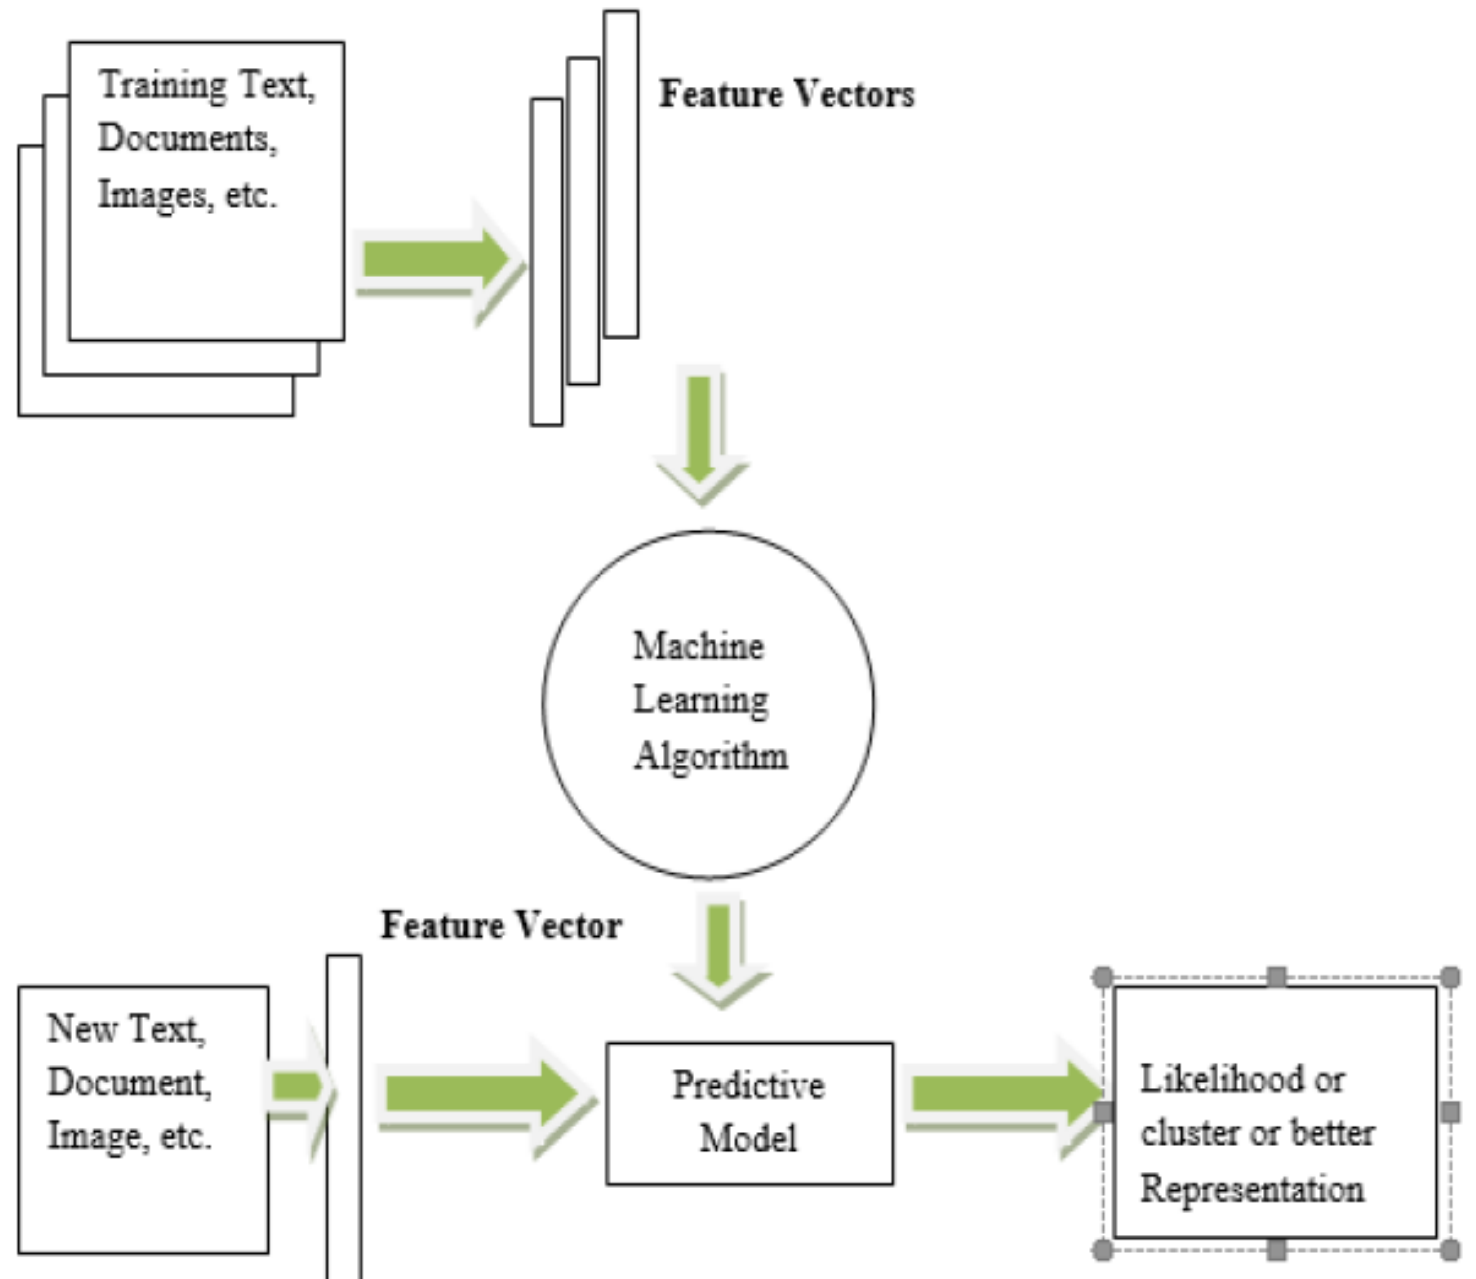 Training Text,
Documents,
Images, etc.
Feature Vectors
Machine
Learning
Algorithm
Feature Vector
New Text,
Document,
Image, etc.
Predictive
Model
Likelihood or
cluster or better
Representation